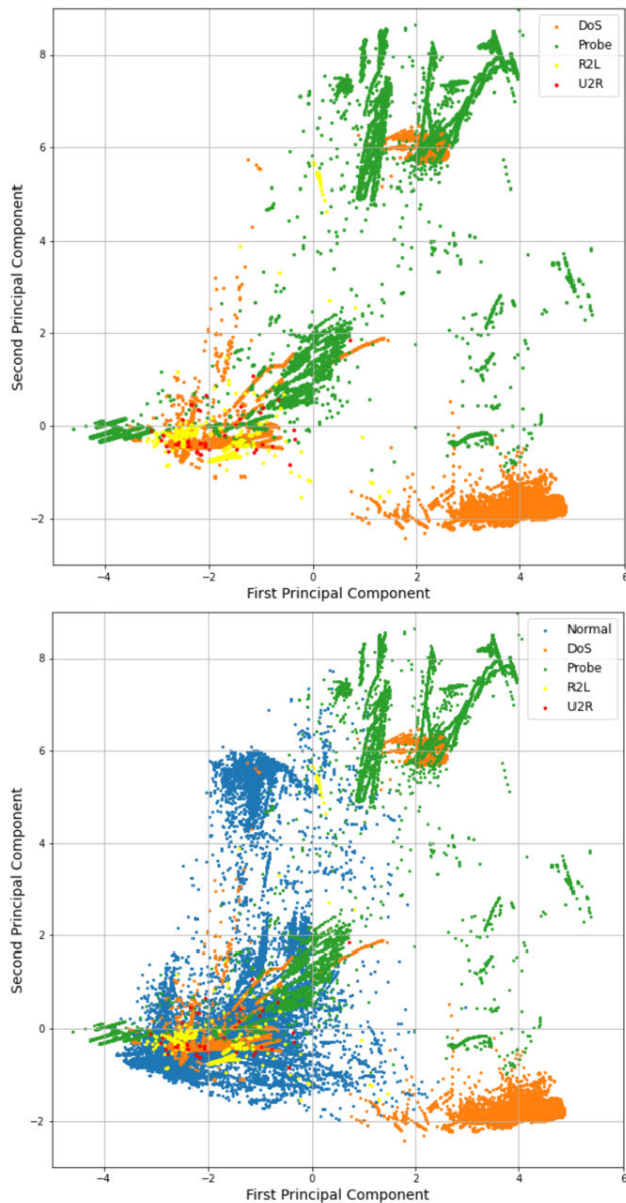 DoS
Probe
R2L
U2R
8
6
4
2
0
−2
Second Principal Component
−4
−2
0
2
4
6
First Principal Component
Normal
DoS
Probe
R2L
U2R
8
6
4
2
0
−2
Second Principal Component
−4
−2
0
2
4
6
First Principal Component